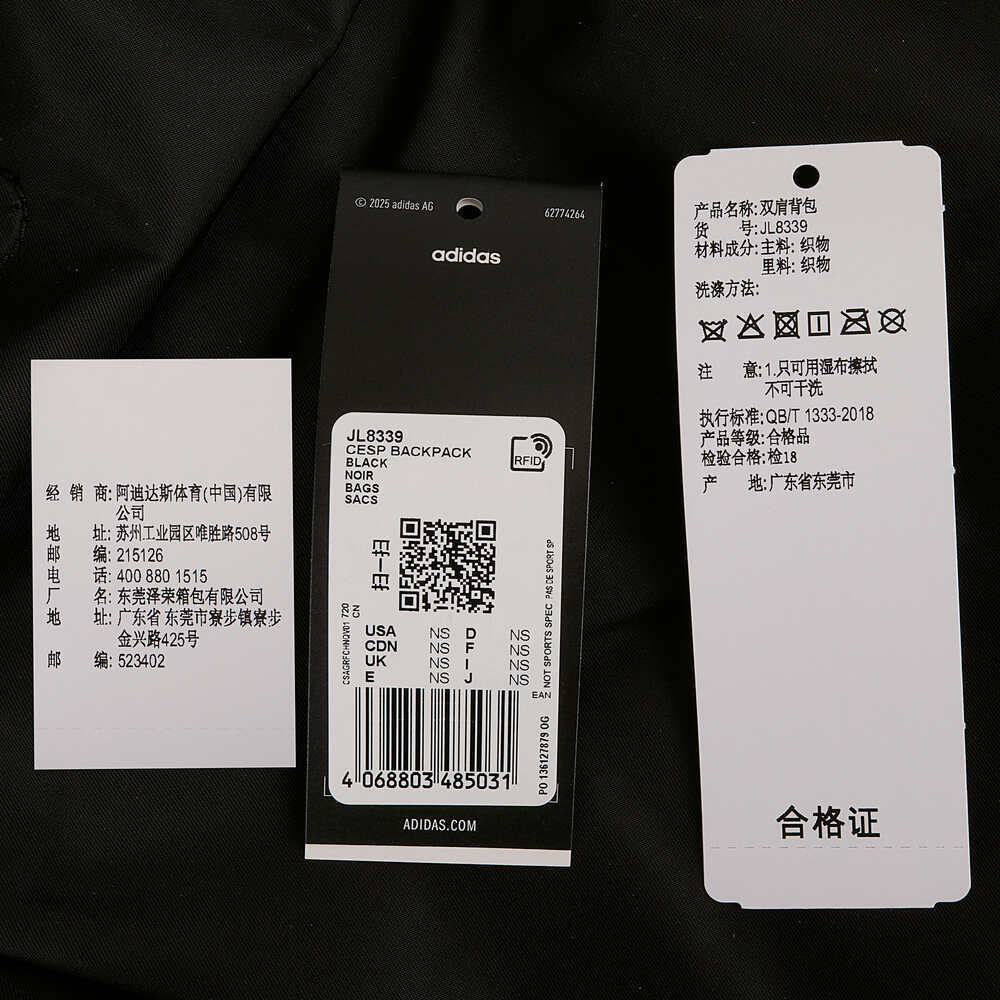 经 销 商: 阿迪达斯体育(中国)有限
公司
地 址: 苏州工业园区唯胜路508号
邮 编: 215126
电 话: 400 880 1515
厂 名: 东莞泽荣箱包有限公司
地 址: 广东省 东莞市寮步镇寮步
金兴路425号
邮 编: 523402
© 2025 adidas AG
62774264
adidas
JL8339
CESP BACKPACK
BLACK
NOIR
BAGS
SACS
RFID
扫一扫
CSAGRFCHNQV01 720
CN
USA NS D NS
CDN NS F NS
UK NS I NS
E NS J NS
EAN
NOT SPORTS SPEC PAS DE SPORT SP
PO 136127879 OG
4 068803 485031
ADIDAS.COM
产品名称: 双肩背包
货 号: JL8339
材料成分: 主料: 织物
里料: 织物
洗涤方法:
注 意: 1.只可用湿布擦拭
不可干洗
执行标准: QB/T 1333-2018
产品等级: 合格品
检验合格: 检18
产 地: 广东省东莞市
合格证